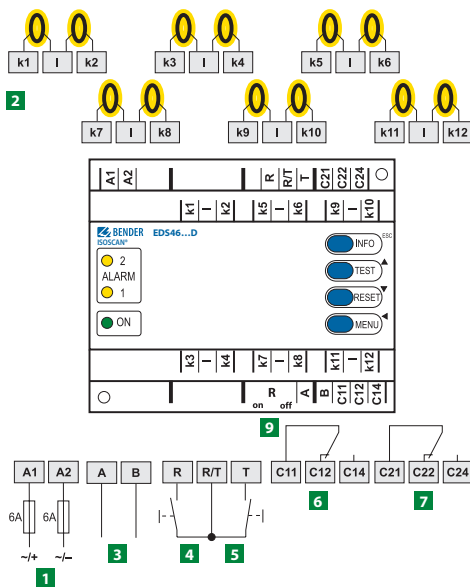 k1 I k2 k3 I k4 k5 I k6
2
k7 I k8 k9 I k10 k11 I k12
A1 A2 R R/T T C21 C22 C24
k1 I k2 k5 I k6 k9 I k10
BENDER EDS46...D
ISOSCAN®
2
ALARM
1
ON
INFO ESC
TEST
RESET
MENU
k3 I k4 k7 I k8 k11 I k12
R A B C11 C12 C14
on off
9
A1 A2 A B R R/T T C11 C12 C14 C21 C22 C24
6A 6A
6 7
3 4 5
~/+ ~/–
1